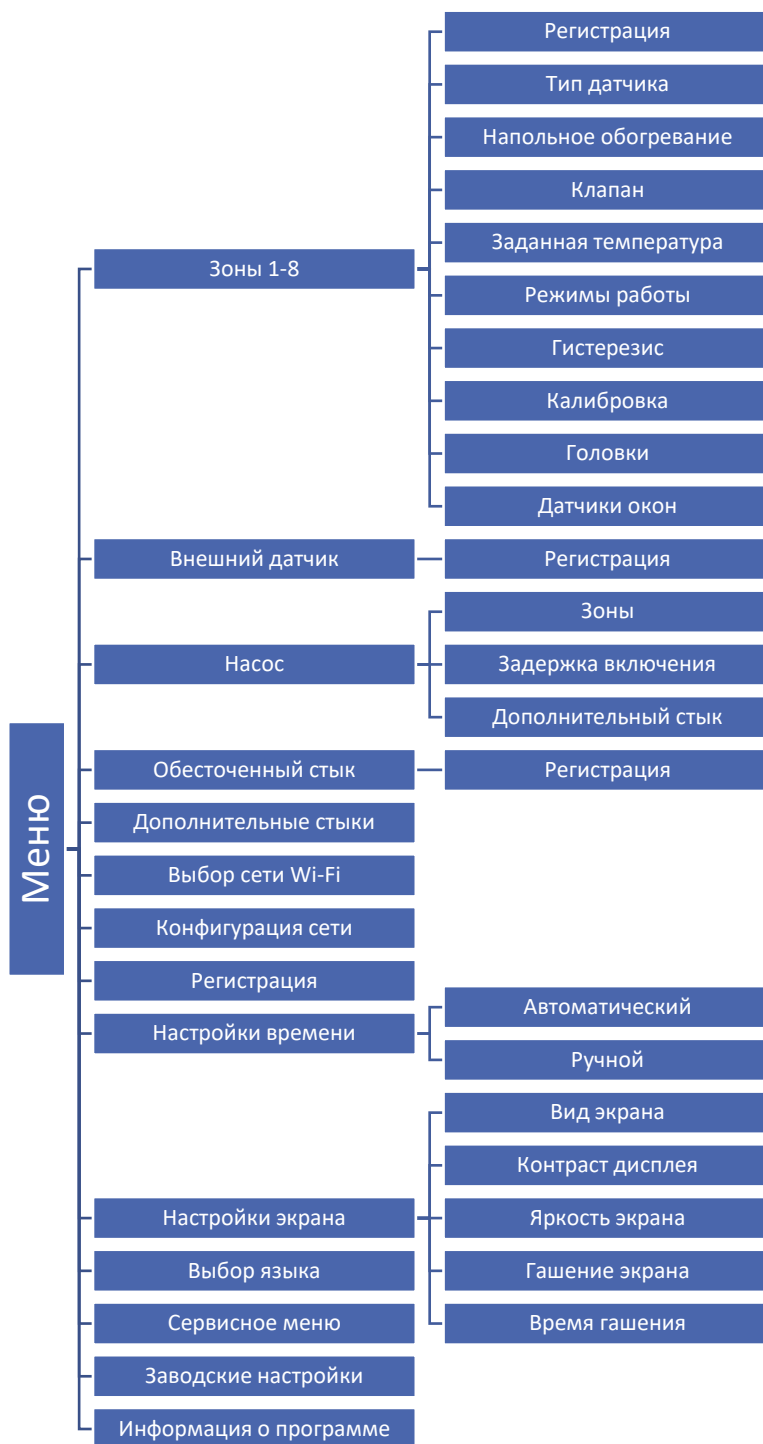 Меню
Зоны 1-8
Регистрация
Тип датчика
Напольное обогревание
Клапан
Заданная температура
Режимы работы
Гистерезис
Калибровка
Головки
Датчики окон
Внешний датчик
Регистрация
Насос
Зоны
Задержка включения
Дополнительный стык
Обесточенный стык
Регистрация
Дополнительные стыки
Выбор сети Wi-Fi
Конфигурация сети
Регистрация
Настройки времени
Автоматический
Ручной
Настройки экрана
Вид экрана
Контраст дисплея
Яркость экрана
Гашение экрана
Время гашения
Выбор языка
Сервисное меню
Заводские настройки
Информация о программе